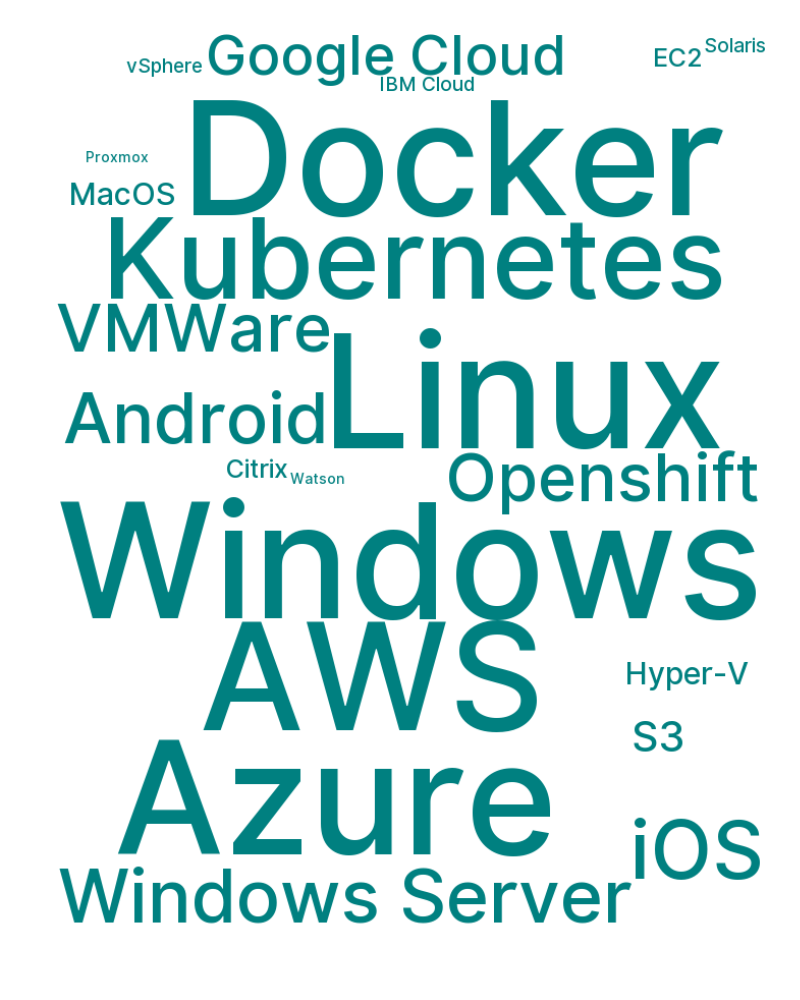 Google Cloud
vSphere
EC2
Solaris
IBM Cloud
Docker
Proxmox
MacOS
Kubernetes
VMWare
Linux
Android
Citrix
Watson
Openshift
Windows
AWS
Hyper-V
S3
Azure
iOS
Windows Server